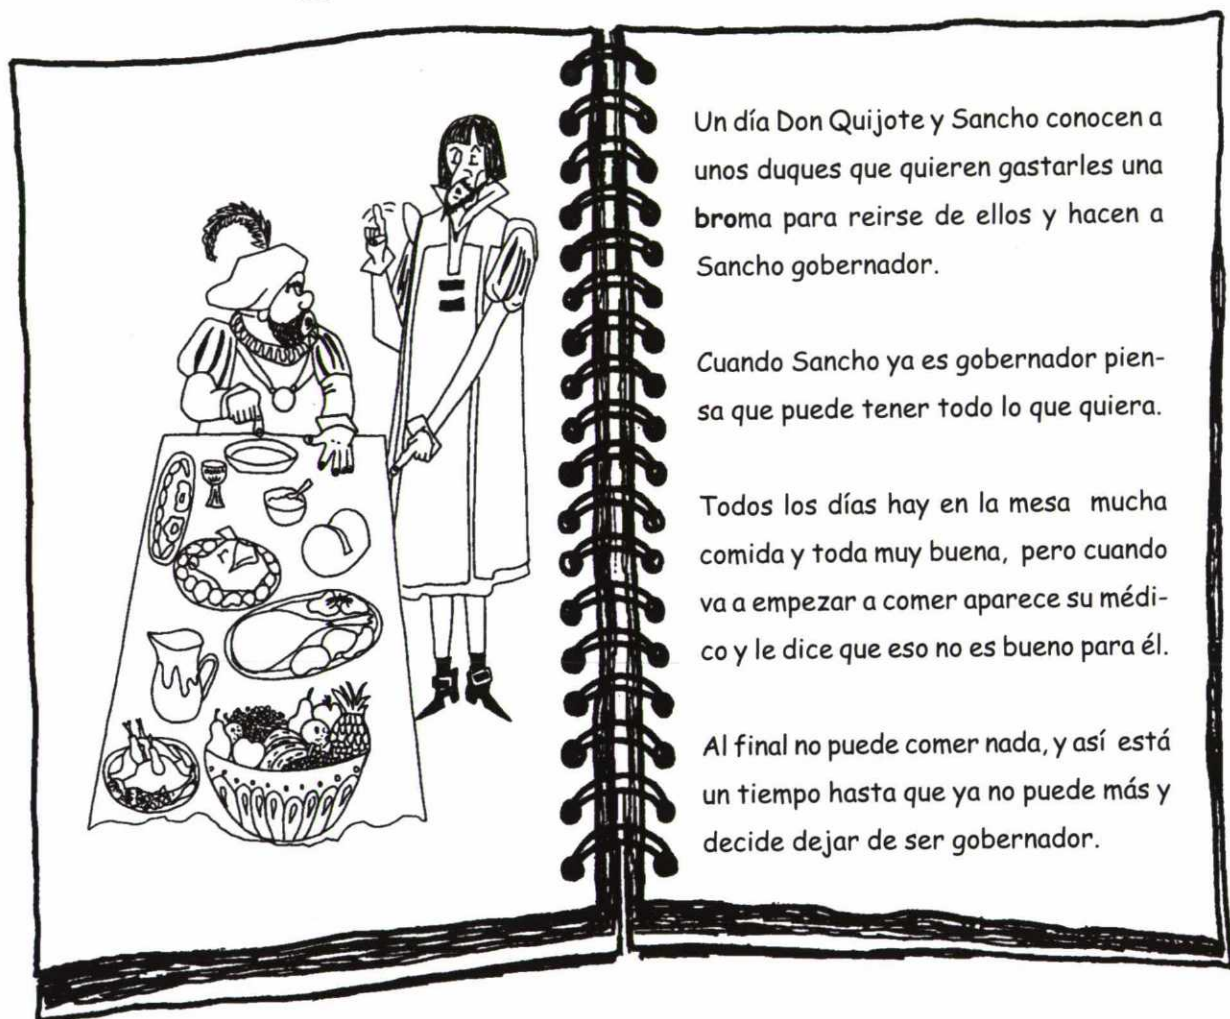 Un día Don Quijote y Sancho conocen a
unos duques que quieren gastarles una
broma para reirse de ellos y hacen a
Sancho gobernador.
Cuando Sancho ya es gobernador pien-
sa que puede tener todo lo que quiera.
Todos los días hay en la mesa mucha
comida y toda muy buena, pero cuando
va a empezar a comer aparece su médi-
co y le dice que eso no es bueno para él.
Al final no puede comer nada, y así está
un tiempo hasta que ya no puede más y
decide dejar de ser gobernador.